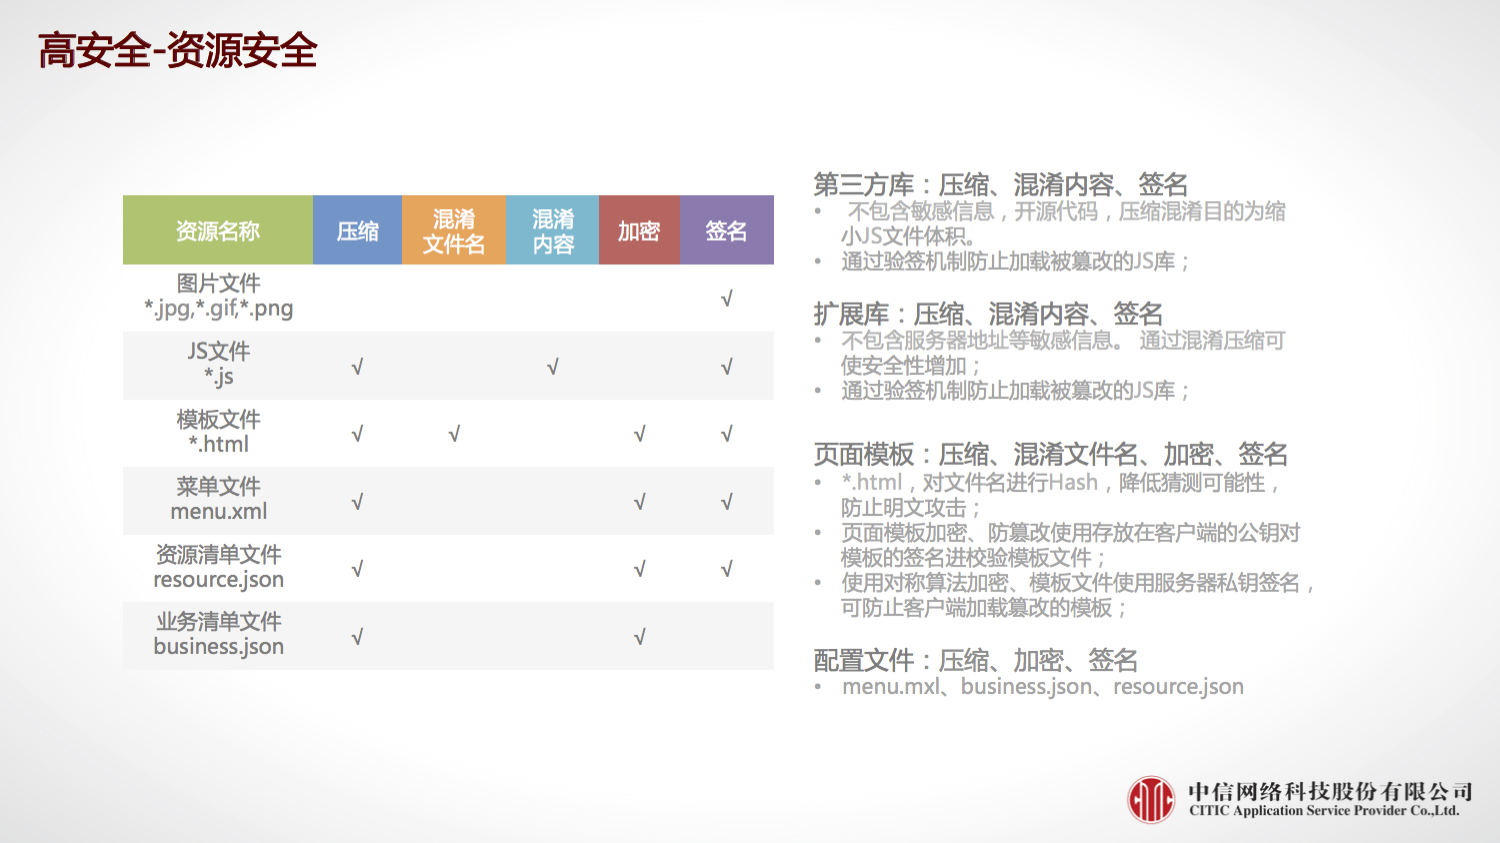 高安全-资源安全
资源名称 压缩 混淆文件名 混淆内容 加密 签名
图片文件
*.jpg,*.gif,*.png √
JS文件
*.js √ √ √
模板文件
*.html √ √ √ √
菜单文件
menu.xml √ √ √
资源清单文件
resource.json √ √ √
业务清单文件
business.json √ √
第三方库：压缩、混淆内容、签名
• 不包含敏感信息，开源代码，压缩混淆目的为缩
小JS文件体积。
• 通过验签机制防止加载被篡改的JS库；
扩展库：压缩、混淆内容、签名
• 不包含服务器地址等敏感信息。 通过混淆压缩可
使安全性增加；
• 通过验签机制防止加载被篡改的JS库；
页面模板：压缩、混淆文件名、加密、签名
• *.html，对文件名进行Hash，降低猜测可能性，
防止明文攻击；
• 页面模板加密、防篡改使用存放在客户端的公钥对
模板的签名进校验模板文件；
• 使用对称算法加密、模板文件使用服务器私钥签名，
可防止客户端加载篡改的模板；
配置文件：压缩、加密、签名
• menu.mxl、business.json、resource.json
中信网络科技股份有限公司
CITIC Application Service Provider Co.,Ltd.